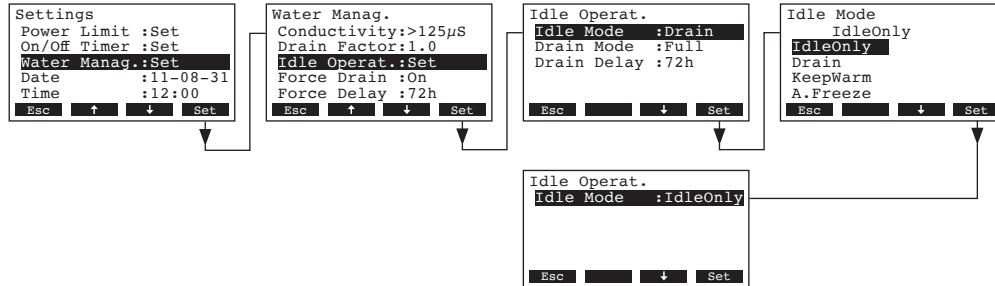 Settings
Power Limit :Set
On/Off Timer :Set
Water Manag.:Set
Date :11-08-31
Time :12:00
Esc ↑ ↓ Set
Water Manag.
Conductivity:>125µS
Drain Factor:1.0
Idle Operat.:Set
Force Drain :On
Force Delay :72h
Esc ↑ ↓ Set
Idle Operat.
Idle Mode :Drain
Drain Mode :Full
Drain Delay :72h
Esc ↓ Set
Idle Mode
IdleOnly
IdleOnly
Drain
KeepWarm
A.Freeze
Esc ↓ Set
Idle Operat.
Idle Mode :IdleOnly
Esc ↓ Set